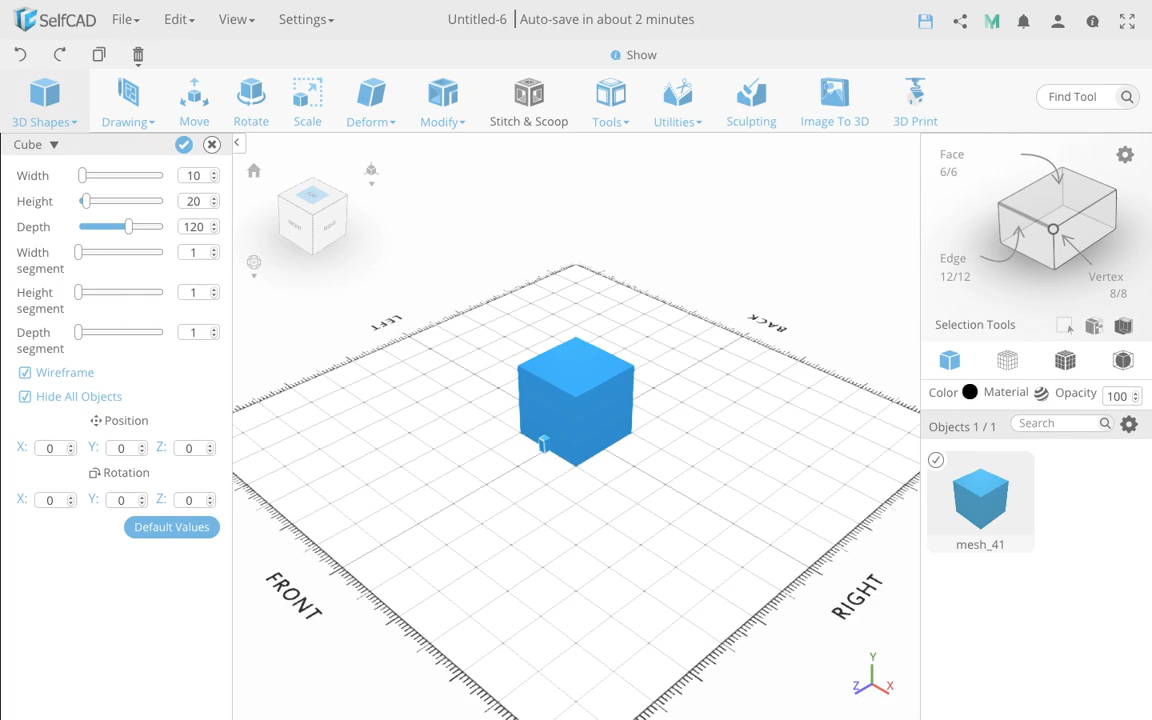 SelfCAD File Edit View Settings Untitled-6 Auto-save in about 2 minutes
Show
3D Shapes Drawing Move Rotate Scale Deform Modify Stitch & Scoop Tools Utilities Sculpting Image To 3D 3D Print Find Tool
Cube
Width 10
Height 20
Depth 120
Width segment 1
Height segment 1
Depth segment 1
Wireframe
Hide All Objects
Position
X: 0 Y: 0 Z: 0
Rotation
X: 0 Y: 0 Z: 0
Default Values
LEFT
BACK
FRONT
RIGHT
Y
Z
X
Face
6/6
Edge
12/12
Vertex
8/8
Selection Tools
Color Material Opacity 100
Objects 1 / 1 Search
mesh_41